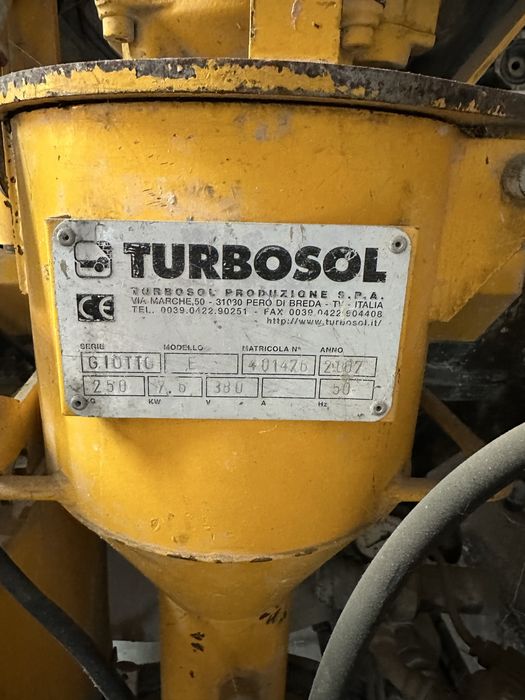 TURBOSOL
TURBOSOL PRODUZIONE S.P.A.
VIA MARCHE,50 - 31030 PERO DI BREDA - TV - ITALIA
TEL. 0039.0422.90251 - FAX 0039.0422.904408
http://www.turbosol.it/
CE
SERIE MODELLO MATRICOLA N° ANNO
GIOTTO E 401426 2007
250 7.5 380 50
KG KW V A Hz